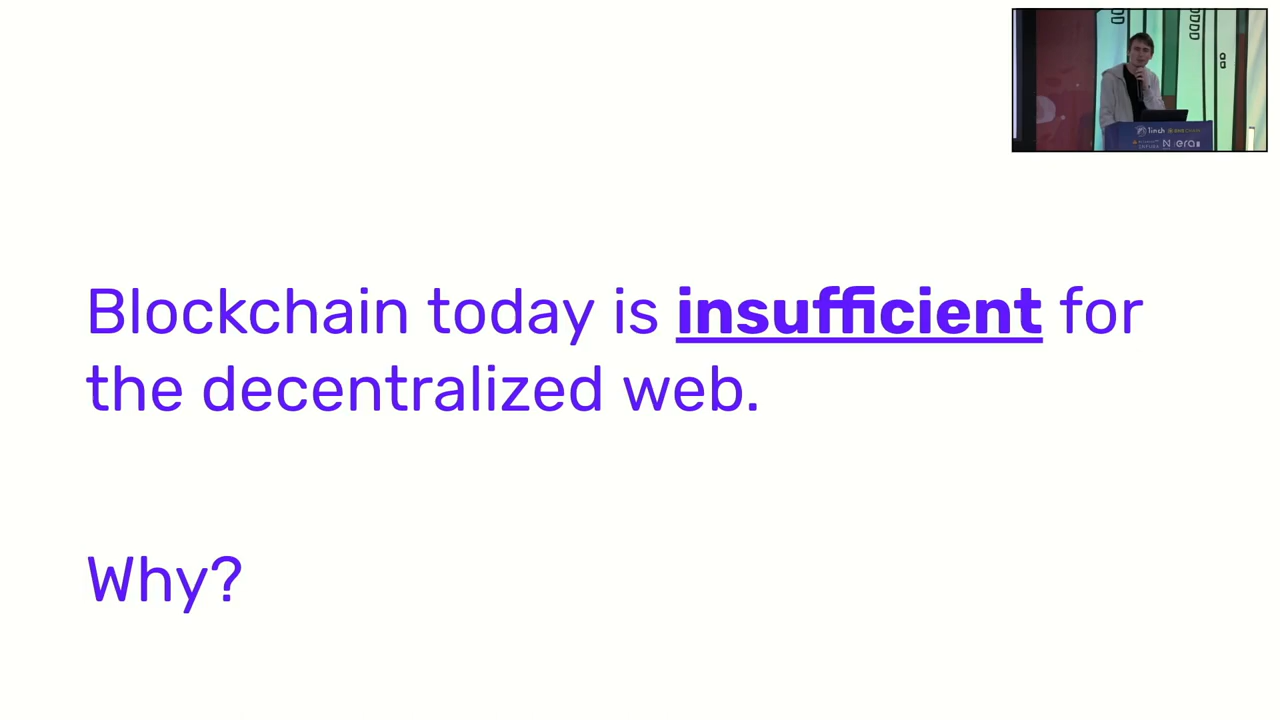 Blockchain today is insufficient for
the decentralized web.
Why?